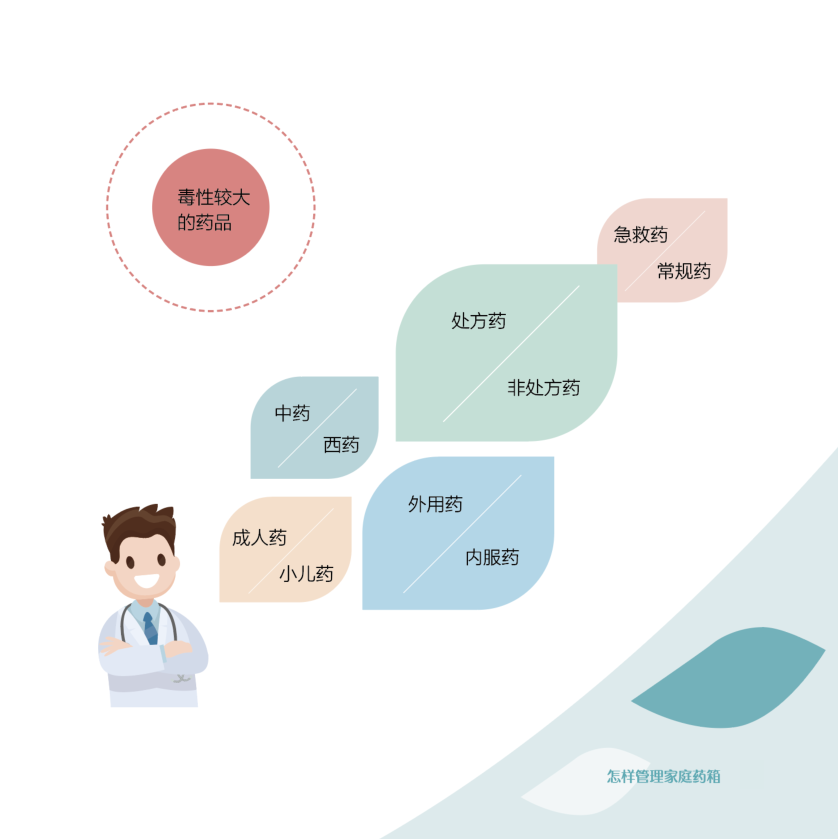 毒性较大
的药品
急救药
常规药
处方药
非处方药
中药
西药
外用药
内服药
成人药
小儿药
怎样管理家庭药箱